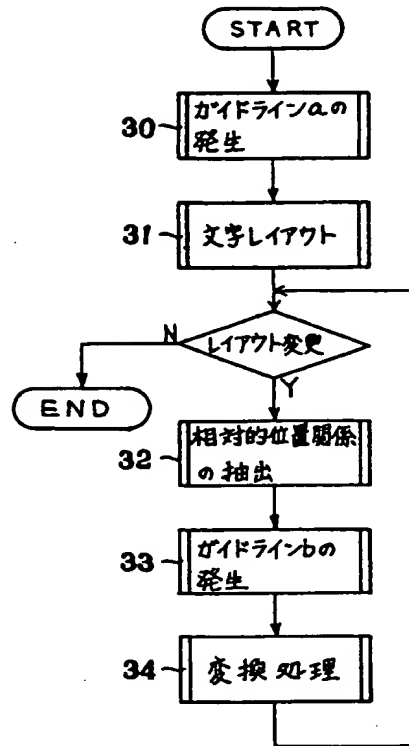 START
30
ガイドラインaの
発生
31
文字レイアウト
レイアウト変更
N
Y
END
32
相対的位置関係
の抽出
33
ガイドラインbの
発生
34
変換処理